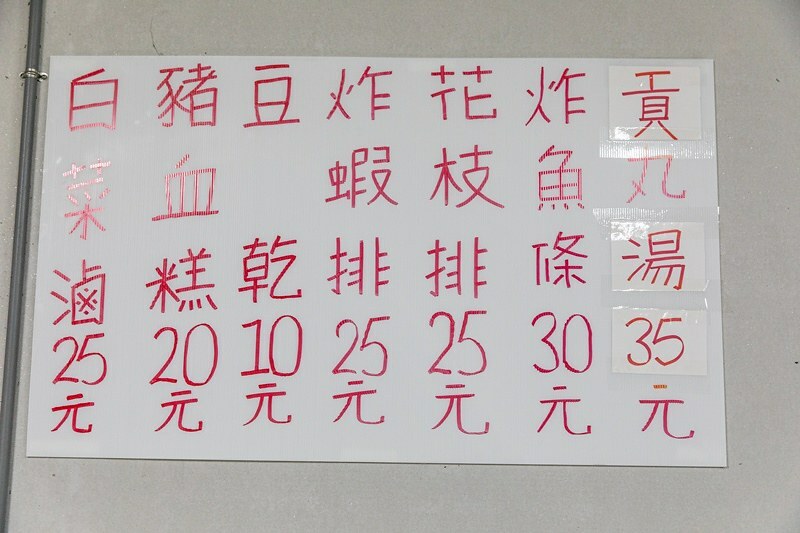 貢丸湯35元
炸魚條30元
花枝排25元
炸蝦排25元
豆乾10元
豬血糕20元
白菜滷25元